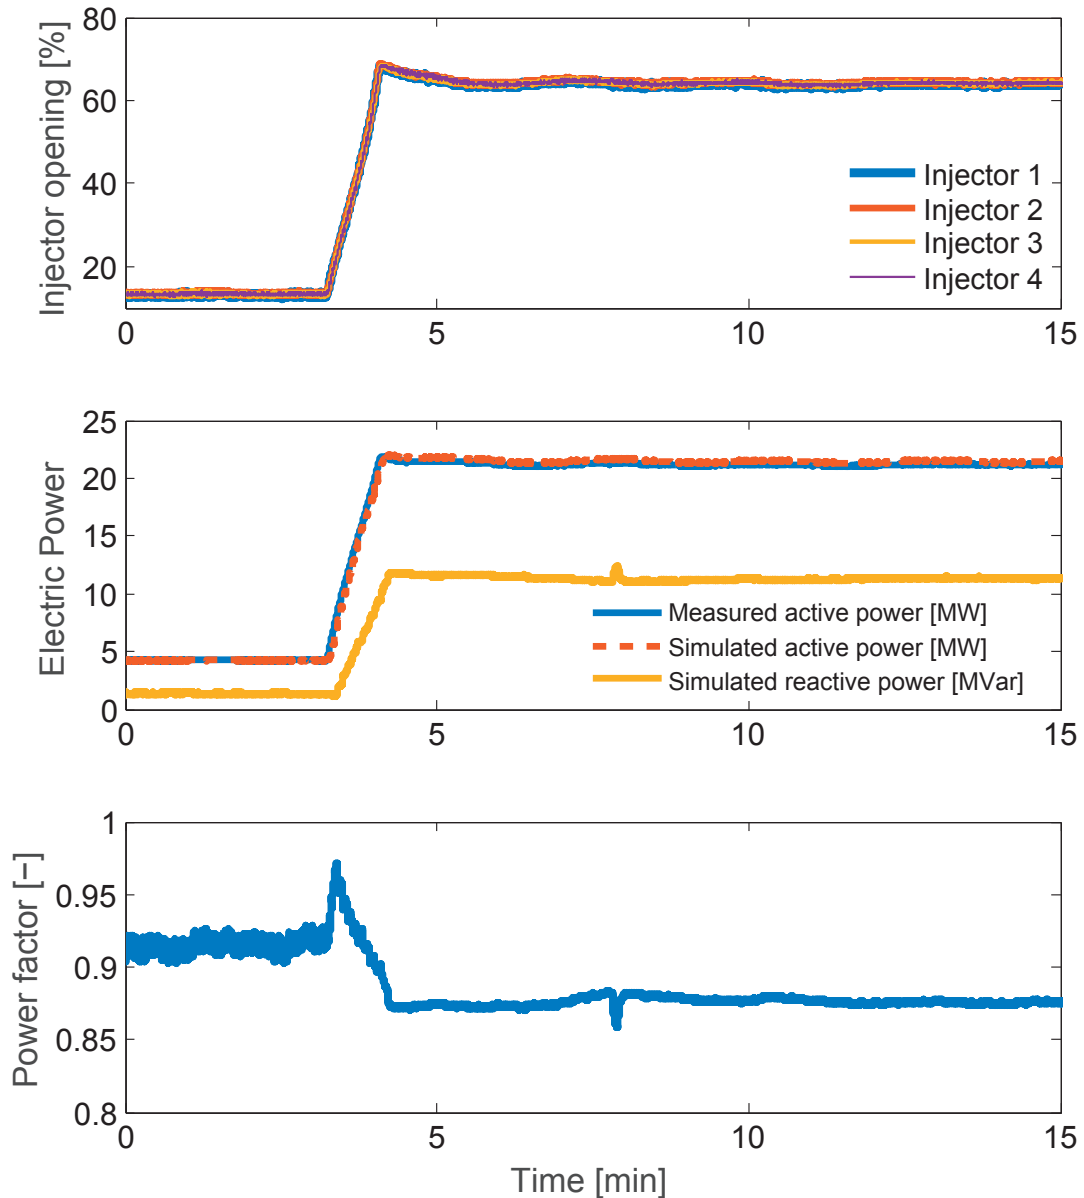 Injector opening [%]
80
60
40
20
Injector 1
Injector 2
Injector 3
Injector 4
0
5
10
15
Electric Power
25
20
15
10
5
0
Measured active power [MW]
Simulated active power [MW]
Simulated reactive power [MVar]
0
5
10
15
Power factor [−]
1
0.95
0.9
0.85
0.8
0
5
10
15
Time [min]